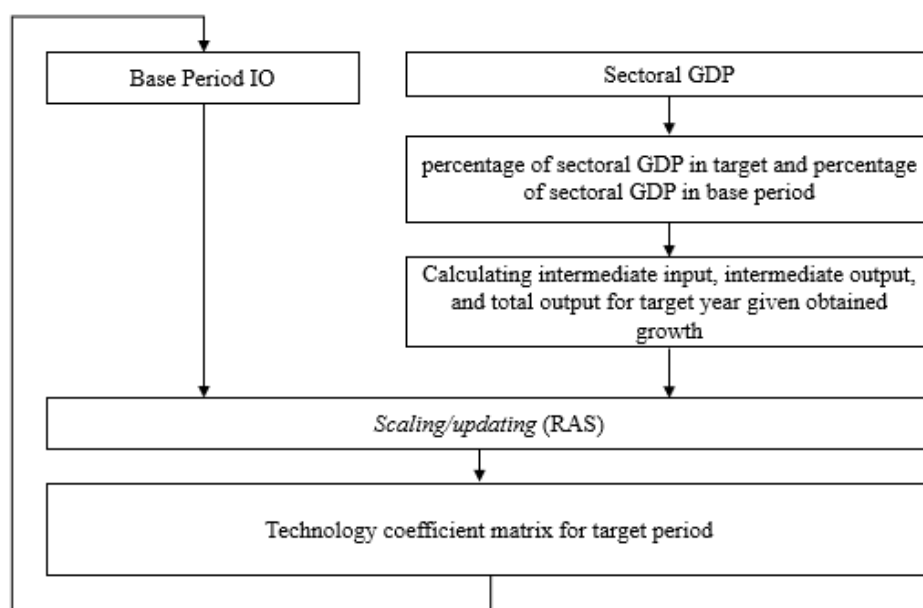 Base Period IO
Sectoral GDP
percentage of sectoral GDP in target and percentage
of sectoral GDP in base period
Calculating intermediate input, intermediate output,
and total output for target year given obtained
growth
Scaling/updating (RAS)
Technology coefficient matrix for target period